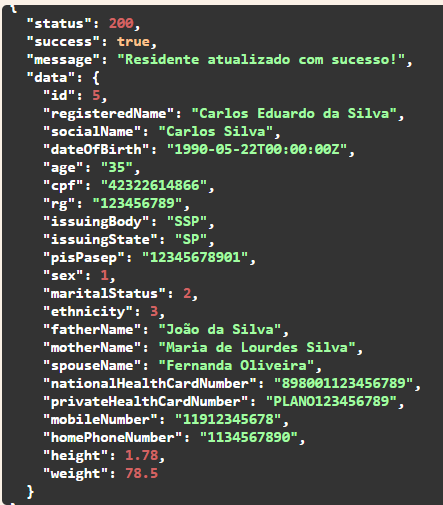 {
"status": 200,
"success": true,
"message": "Residente atualizado com sucesso!",
"data": {
"id": 5,
"registeredName": "Carlos Eduardo da Silva",
"socialName": "Carlos Silva",
"dateOfBirth": "1990-05-22T00:00:00Z",
"age": "35",
"cpf": "42322614866",
"rg": "123456789",
"issuingBody": "SSP",
"issuingState": "SP",
"pisPasep": "12345678901",
"sex": 1,
"maritalStatus": 2,
"ethnicity": 3,
"fatherName": "João da Silva",
"motherName": "Maria de Lourdes Silva",
"spouseName": "Fernanda Oliveira",
"nationalHealthCardNumber": "898001123456789",
"privateHealthCardNumber": "PLANO123456789",
"mobileNumber": "11912345678",
"homePhoneNumber": "1134567890",
"height": 1.78,
"weight": 78.5
}
}